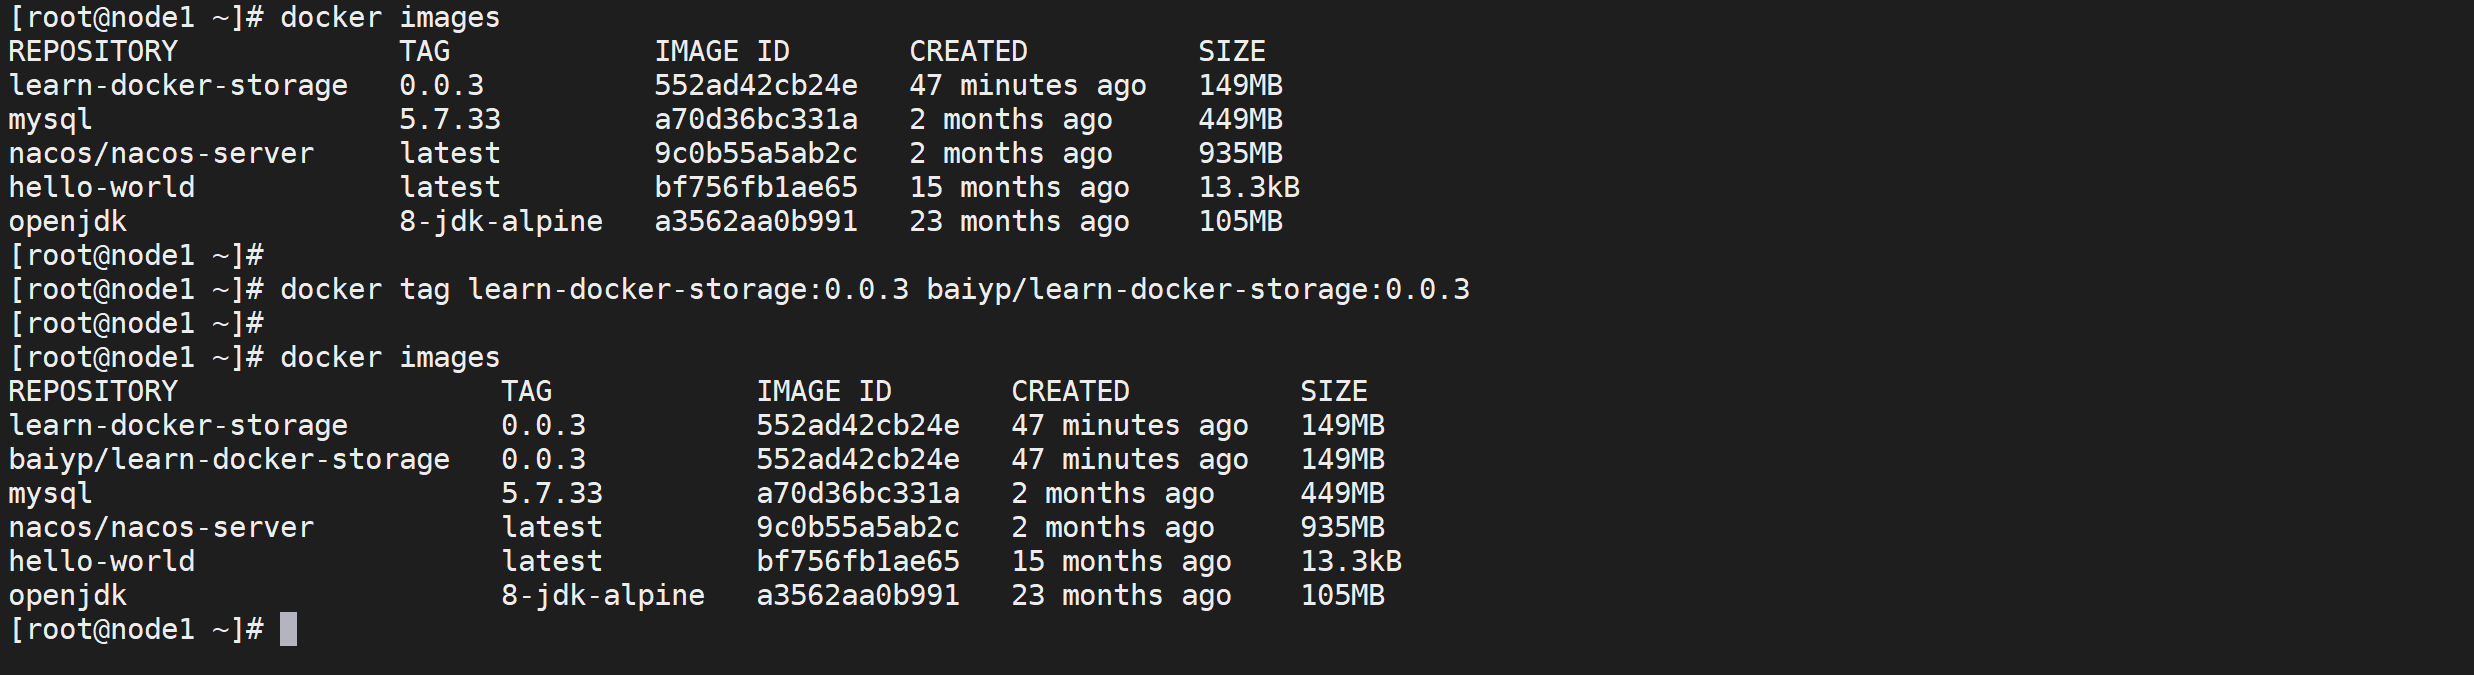 [root@node1 ~]# docker images
REPOSITORY             TAG            IMAGE ID       CREATED          SIZE
learn-docker-storage   0.0.3          552ad42cb24e   47 minutes ago   149MB
mysql                  5.7.33         a70d36bc331a   2 months ago     449MB
nacos/nacos-server     latest         9c0b55a5ab2c   2 months ago     935MB
hello-world            latest         bf756fb1ae65   15 months ago    13.3kB
openjdk                8-jdk-alpine   a3562aa0b991   23 months ago    105MB
[root@node1 ~]#
[root@node1 ~]# docker tag learn-docker-storage:0.0.3 baiyp/learn-docker-storage:0.0.3
[root@node1 ~]#
[root@node1 ~]# docker images
REPOSITORY                   TAG            IMAGE ID       CREATED          SIZE
learn-docker-storage         0.0.3          552ad42cb24e   47 minutes ago   149MB
baiyp/learn-docker-storage   0.0.3          552ad42cb24e   47 minutes ago   149MB
mysql                        5.7.33         a70d36bc331a   2 months ago     449MB
nacos/nacos-server           latest         9c0b55a5ab2c   2 months ago     935MB
hello-world                  latest         bf756fb1ae65   15 months ago    13.3kB
openjdk                      8-jdk-alpine   a3562aa0b991   23 months ago    105MB
[root@node1 ~]#